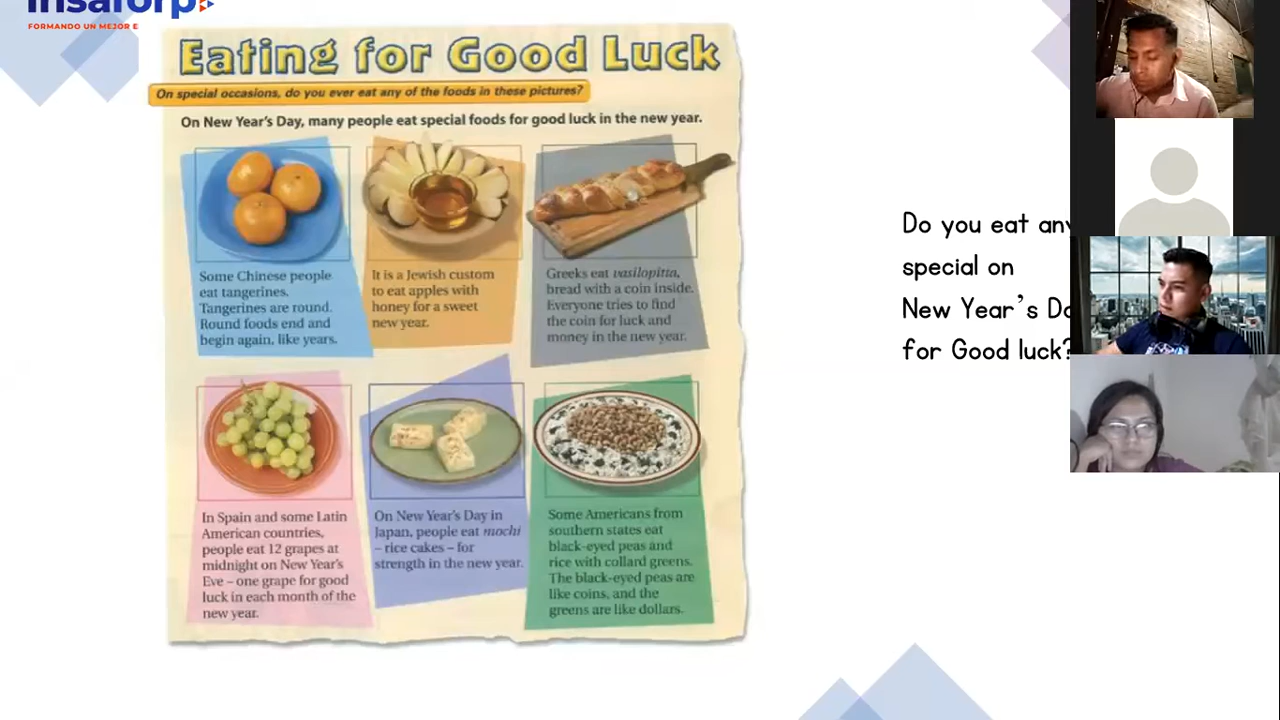 insaforp
FORMANDO UN MEJOR E
Eating for Good Luck
On special occasions, do you ever eat any of the foods in these pictures?
On New Year's Day, many people eat special foods for good luck in the new year.
Some Chinese people
eat tangerines.
Tangerines are round.
Round foods end and
begin again, like years.
It is a Jewish custom
to eat apples with
honey for a sweet
new year.
Greeks eat vasilopitta,
bread with a coin inside.
Everyone tries to find
the coin for luck and
money in the new year.
In Spain and some Latin
American countries,
people eat 12 grapes at
midnight on New Year's
Eve – one grape for good
luck in each month of the
new year.
On New Year's Day in
Japan, people eat mochi
– rice cakes – for
strength in the new year.
Some Americans from
southern states eat
black-eyed peas and
rice with collard greens.
The black-eyed peas are
like coins, and the
greens are like dollars.
Do you eat any
special on
New Year's Da
for Good luck?